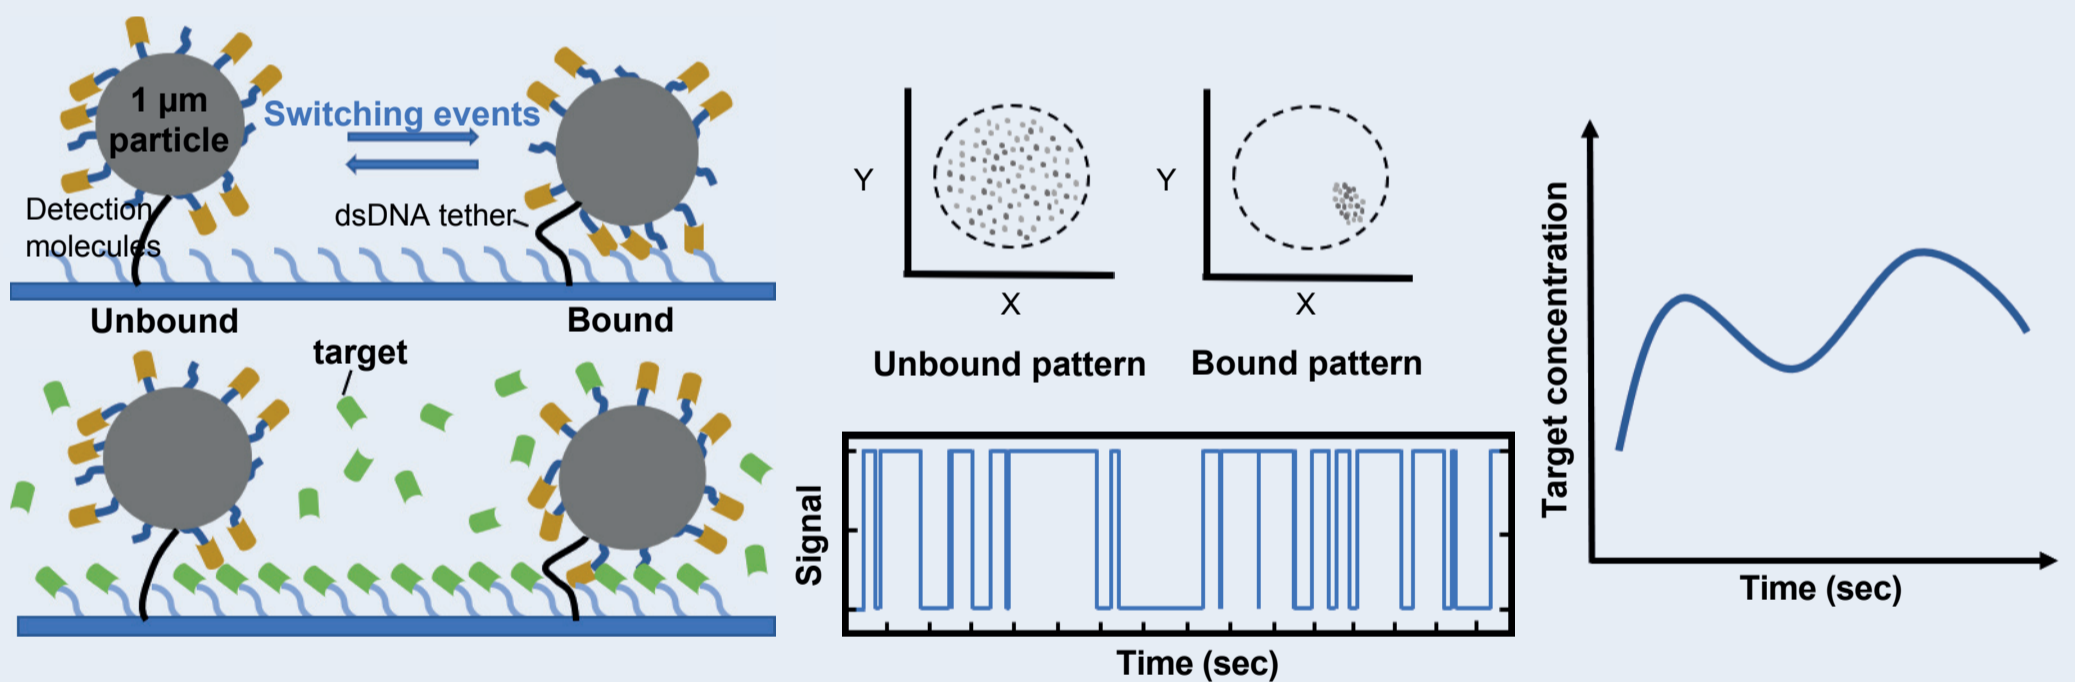 1 µm
particle
Switching events
Detection
molecules
dsDNA tether
Unbound
Bound
target
Y
X
Unbound pattern
Y
X
Bound pattern
Signal
Time (sec)
Target concentration
Time (sec)